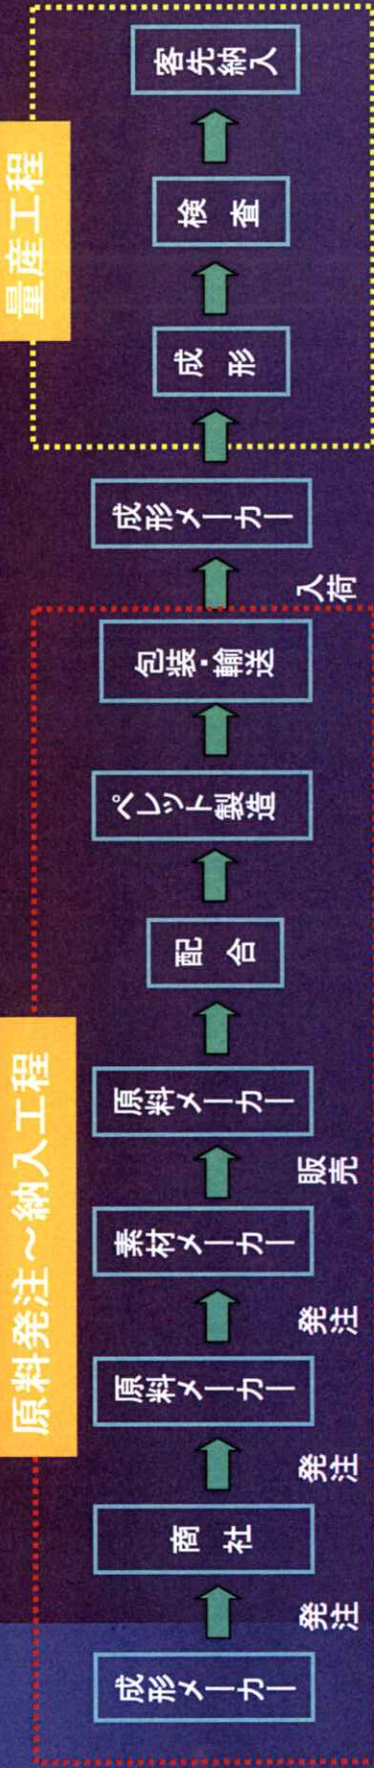 原料発注～納入工程
量産工程
成形メーカー
発注
商社
発注
原料メーカー
発注
素材メーカー
販売
原料メーカー
配合
ペレット製造
包装・輸送
入荷
成形メーカー
成形
検査
客先納入